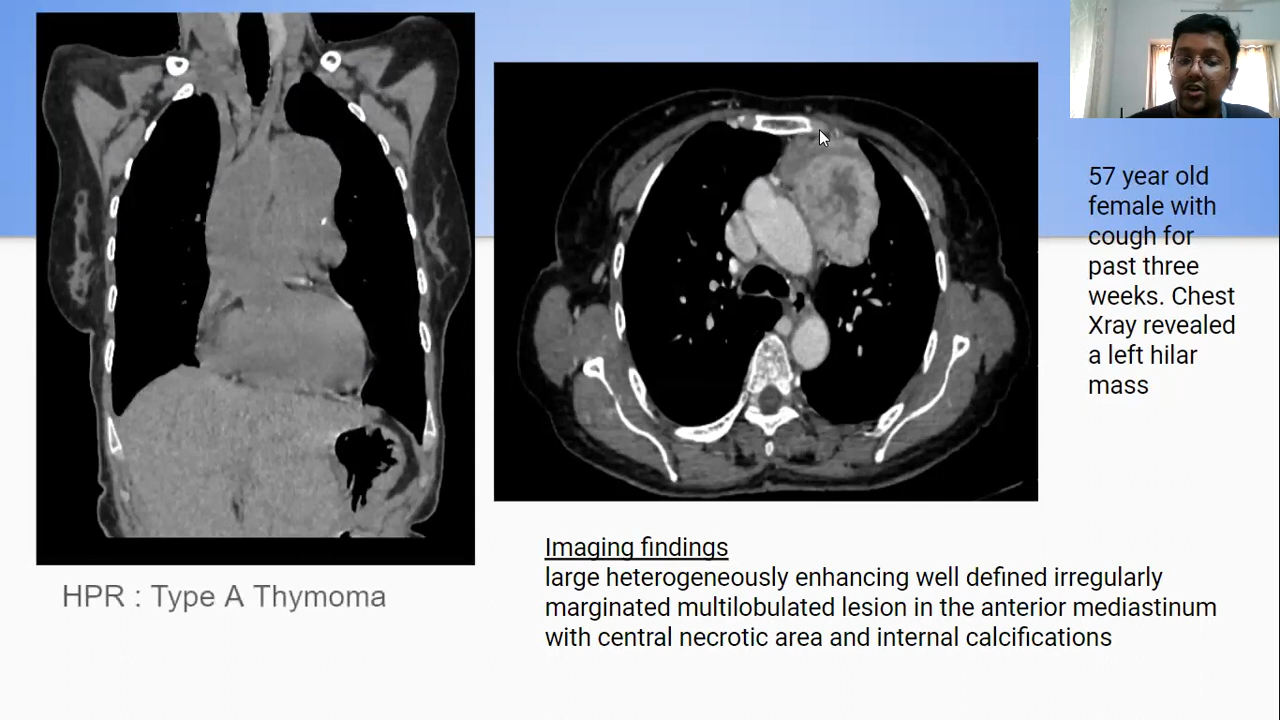 57 year old
female with
cough for
past three
weeks. Chest
Xray revealed
a left hilar
mass
Imaging findings
large heterogeneously enhancing well defined irregularly
marginated multilobulated lesion in the anterior mediastinum
with central necrotic area and internal calcifications
HPR : Type A Thymoma